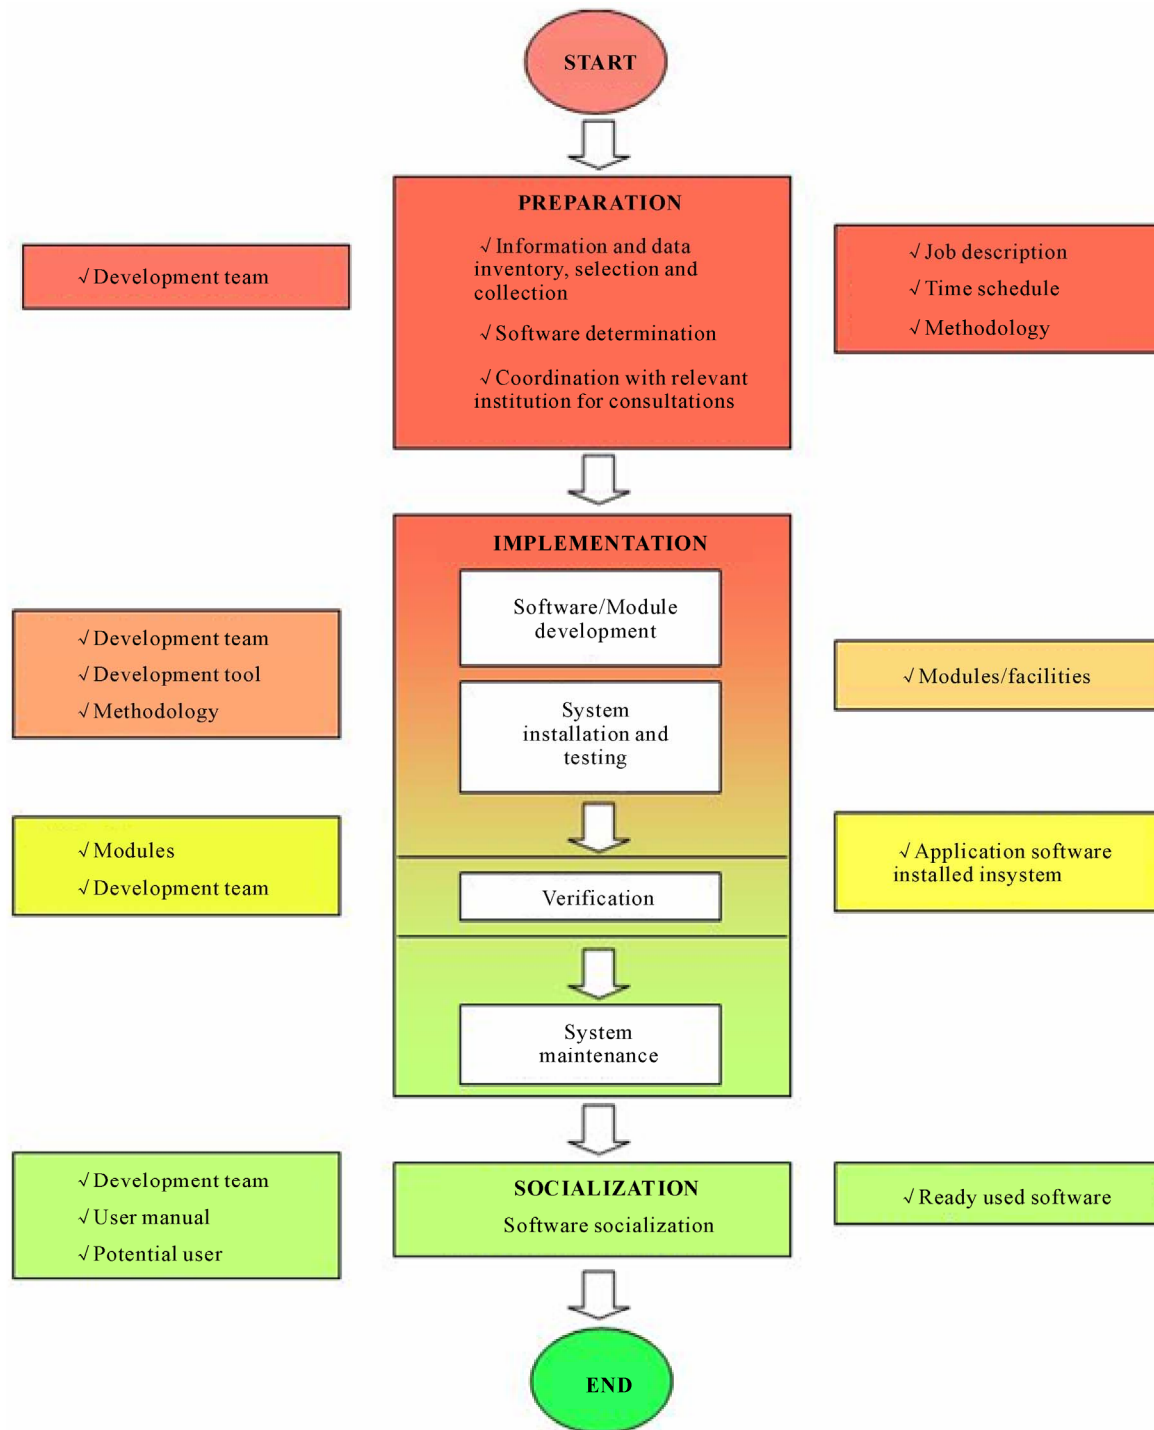 START
PREPARATION
√ Information and data
inventory, selection and
collection
√ Software determination
√ Coordination with relevant
institution for consultations
√ Development team
√ Job description
√ Time schedule
√ Methodology
IMPLEMENTATION
Software/Module
development
System
installation and
testing
Verification
System
maintenance
√ Development team
√ Development tool
√ Methodology
√ Modules/facilities
√ Modules
√ Development team
√ Application software
installed insystem
SOCIALIZATION
Software socialization
√ Development team
√ User manual
√ Potential user
√ Ready used software
END